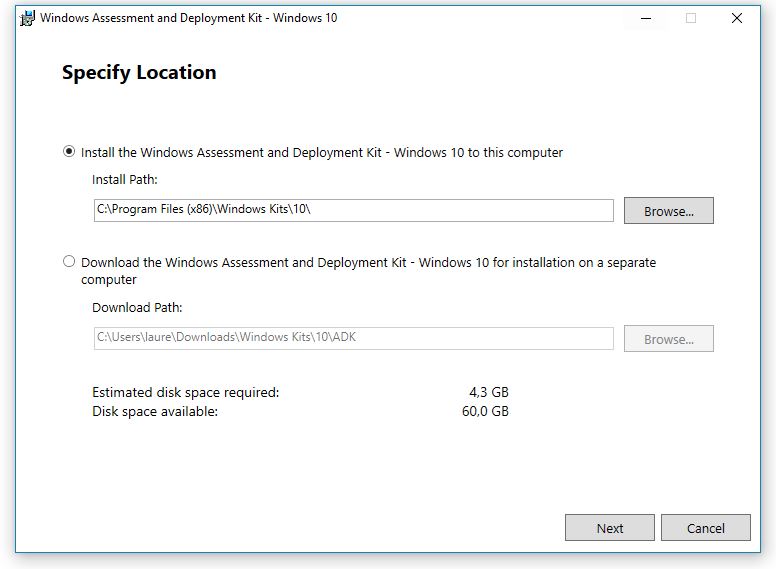 Windows Assessment and Deployment Kit - Windows 10
Specify Location
Install the Windows Assessment and Deployment Kit - Windows 10 to this computer
Install Path:
C:\Program Files (x86)\Windows Kits\10\
Browse...
Download the Windows Assessment and Deployment Kit - Windows 10 for installation on a separate
computer
Download Path:
C:\Users\laure\Downloads\Windows Kits\10\ADK
Browse...
Estimated disk space required: 4,3 GB
Disk space available: 60,0 GB
Next Cancel